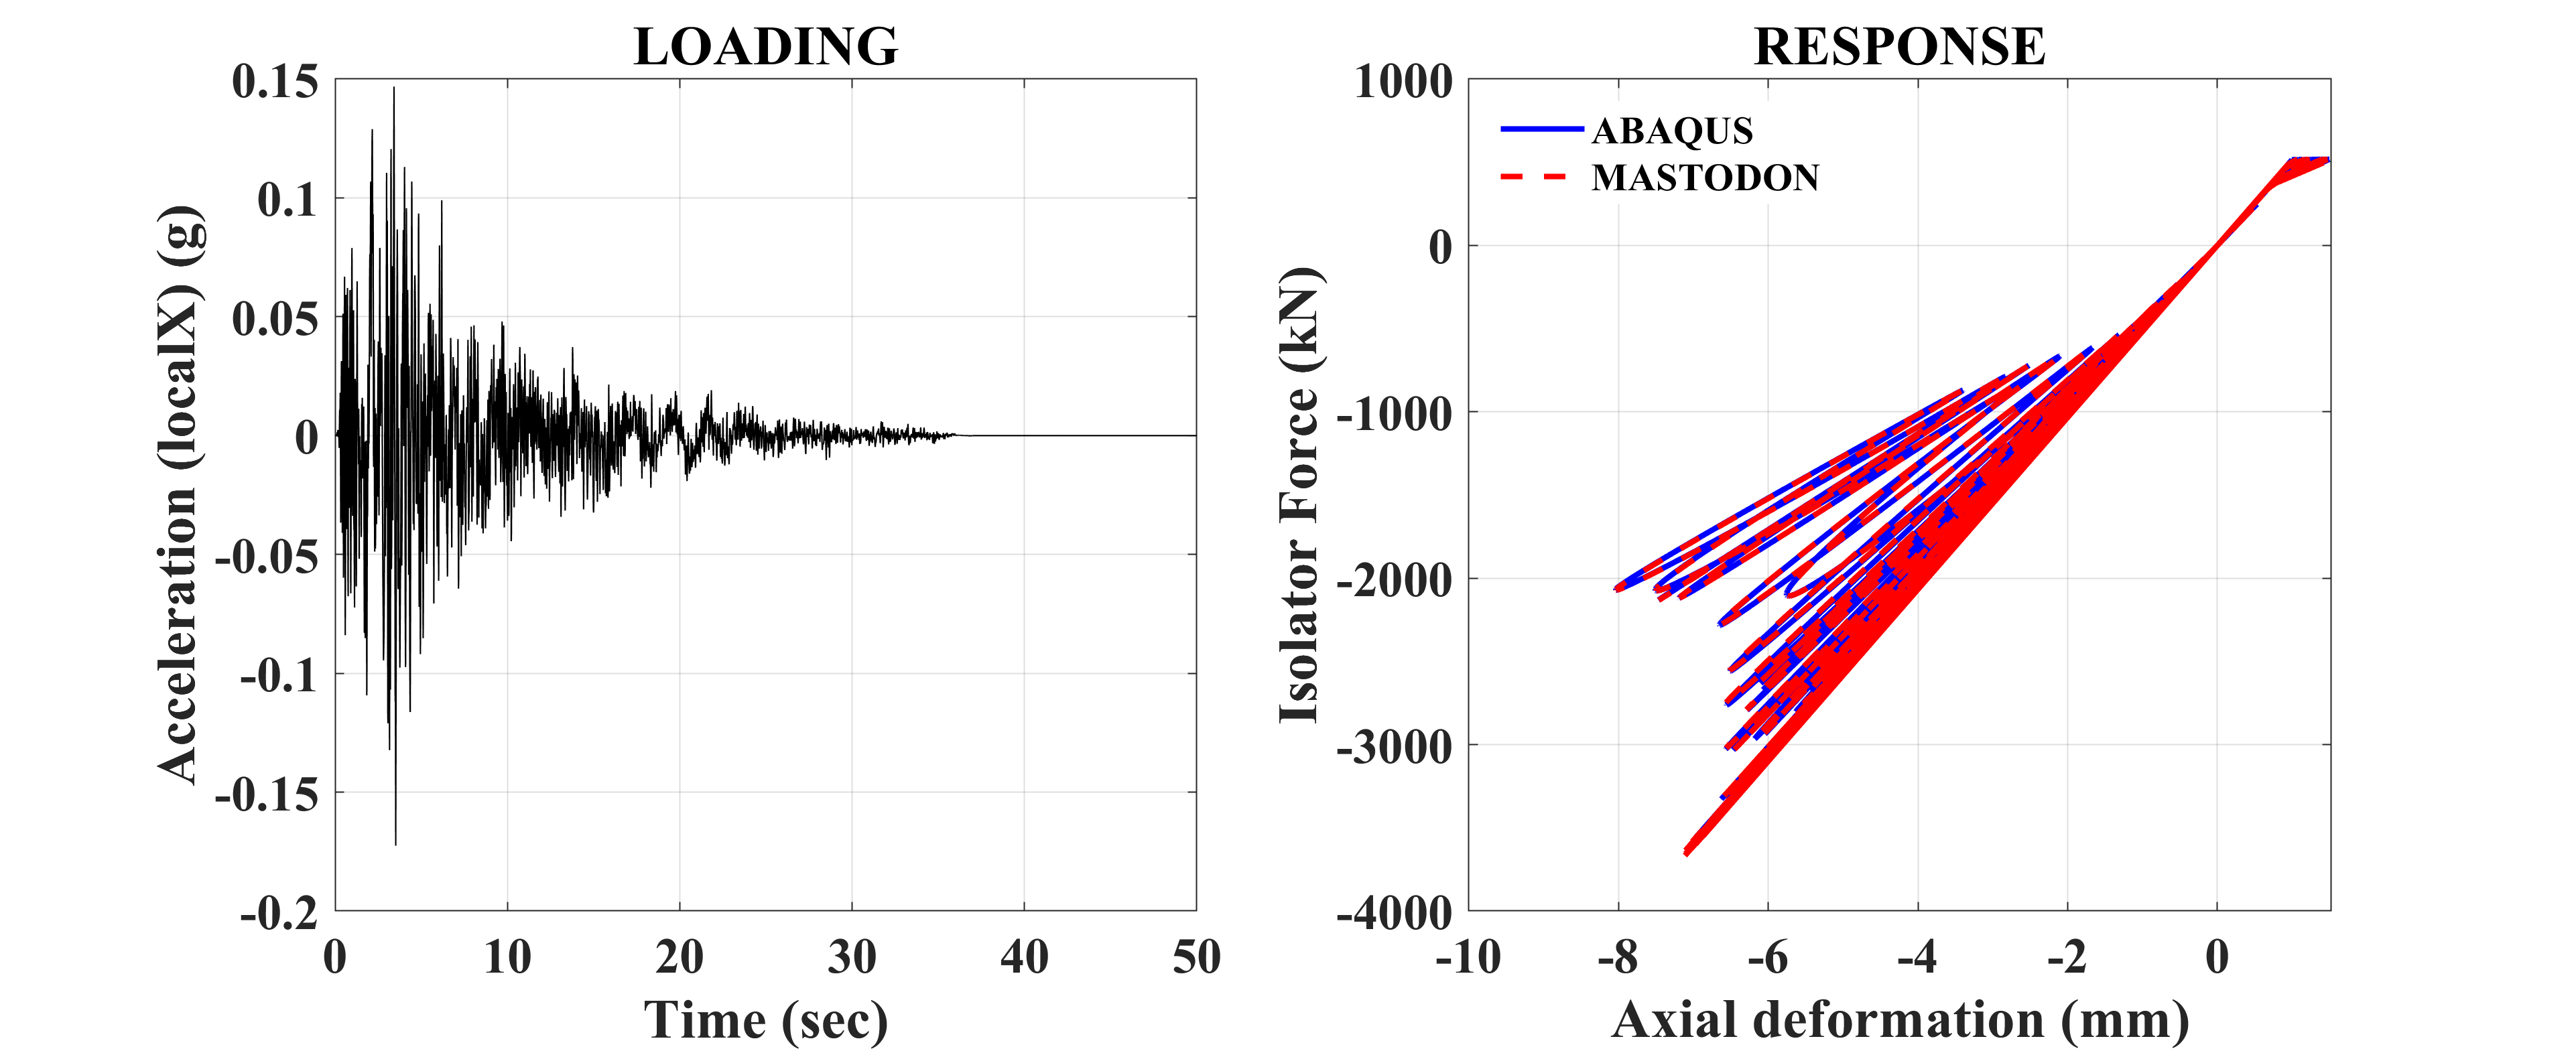 LOADING
Acceleration (localX) (g)
0.15
0.1
0.05
0
-0.05
-0.1
-0.15
-0.2
0 10 20 30 40 50
Time (sec)
RESPONSE
Isolator Force (kN)
1000
0
-1000
-2000
-3000
-4000
ABAQUS
MASTODON
-10 -8 -6 -4 -2 0
Axial deformation (mm)